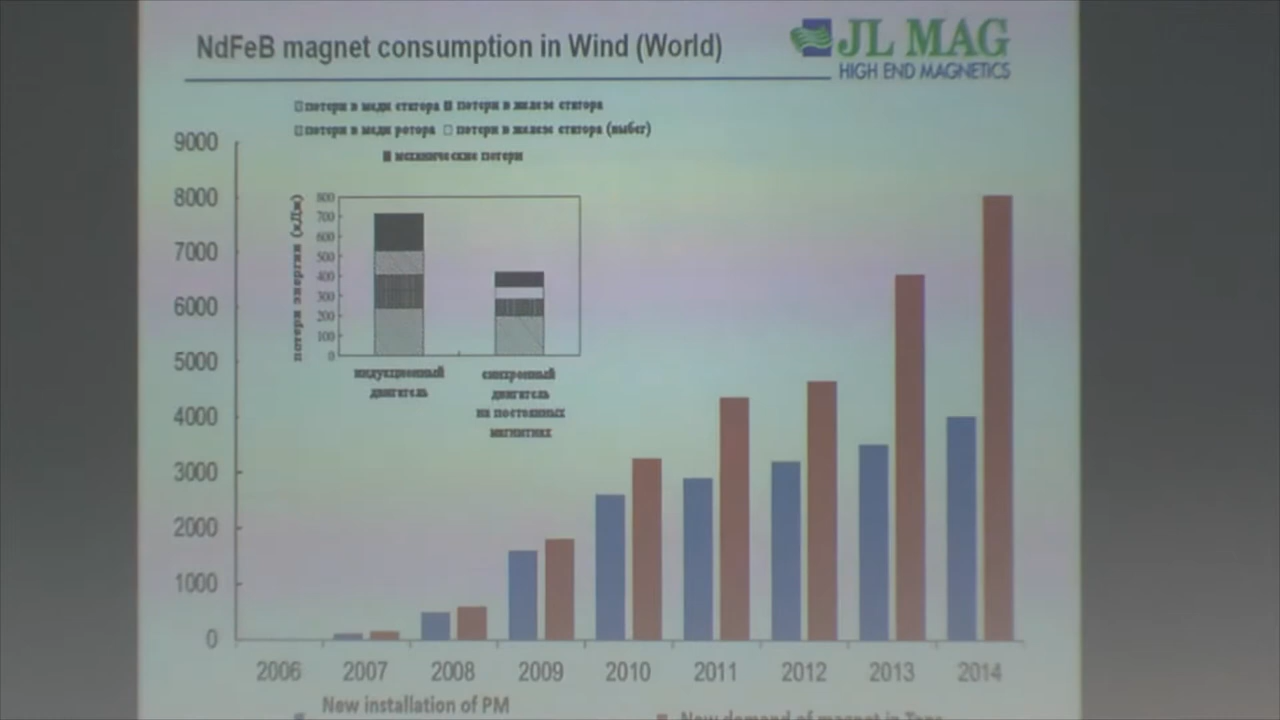 NdFeB magnet consumption in Wind (World)
JL MAG
HIGH END MAGNETICS
потери в меди статора потери в железе статора
потери в меди ротора потери в железе статора (выбег)
механические потери
9000
8000
7000
6000
5000
4000
3000
2000
1000
0
потери энергии (кДж)
800
700
600
500
400
300
200
100
0
индукционный
двигатель
синхронный
двигатель
на постоянных
магнитах
2006 2007 2008 2009 2010 2011 2012 2013 2014
New installation of PM
New demand of magnet in Tons